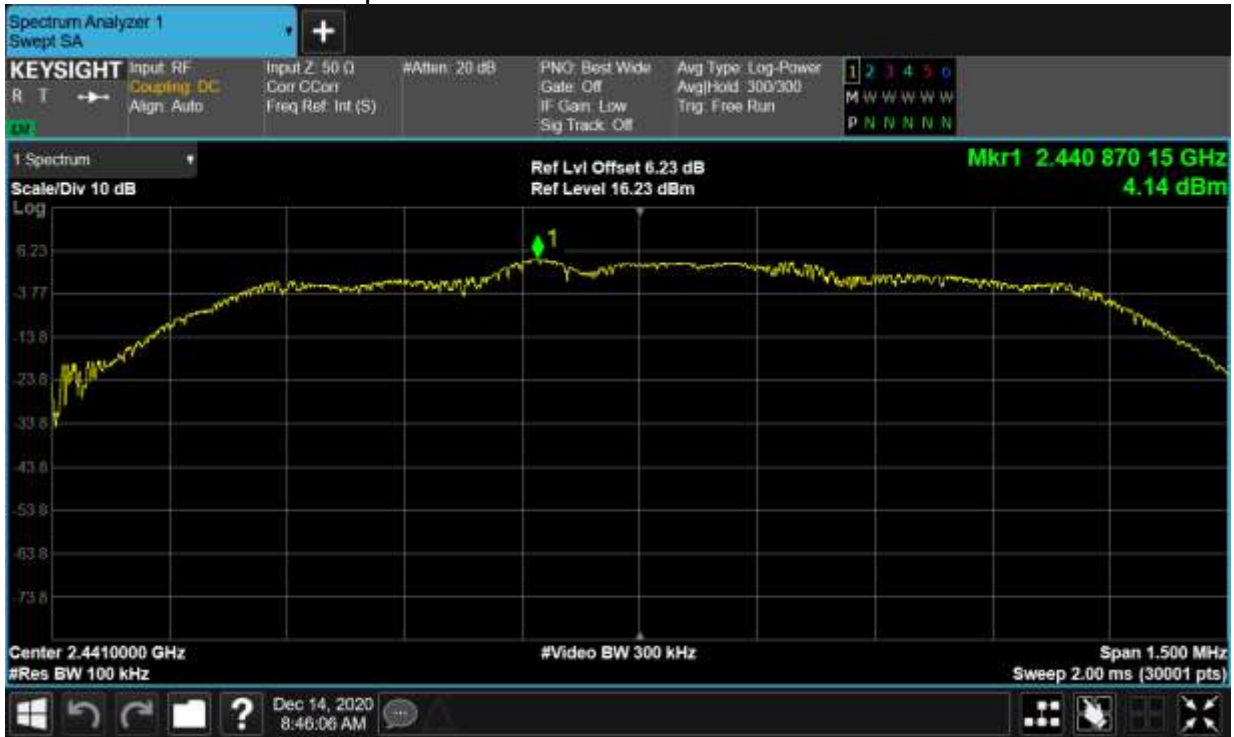 Spectrum Analyzer 1
Swept SA
KEYSIGHT
R T
Input: RF
Coupling: DC
Align: Auto
Input Z: 50 Ω
Corr CCorr
Freq Ref: Int (S)
#Atten: 20 dB
PNO: Best Wide
Gate: Off
IF Gain: Low
Sig Track: Off
Avg Type: Log-Power
Avg|Hold: 300/300
Trig: Free Run
1 2 3 4 5 6
M W W W W W
P N N N N N
1 Spectrum
Scale/Div 10 dB
Log
Ref Lvl Offset 6.23 dB
Ref Level 16.23 dBm
Mkr1 2.440 870 15 GHz
4.14 dBm
1
6.23
-3.77
-13.8
-23.8
-33.8
-43.8
-53.8
-63.8
-73.8
Center 2.4410000 GHz
#Res BW 100 kHz
#Video BW 300 kHz
Span 1.500 MHz
Sweep 2.00 ms (30001 pts)
?
Dec 14, 2020
8:46:06 AM